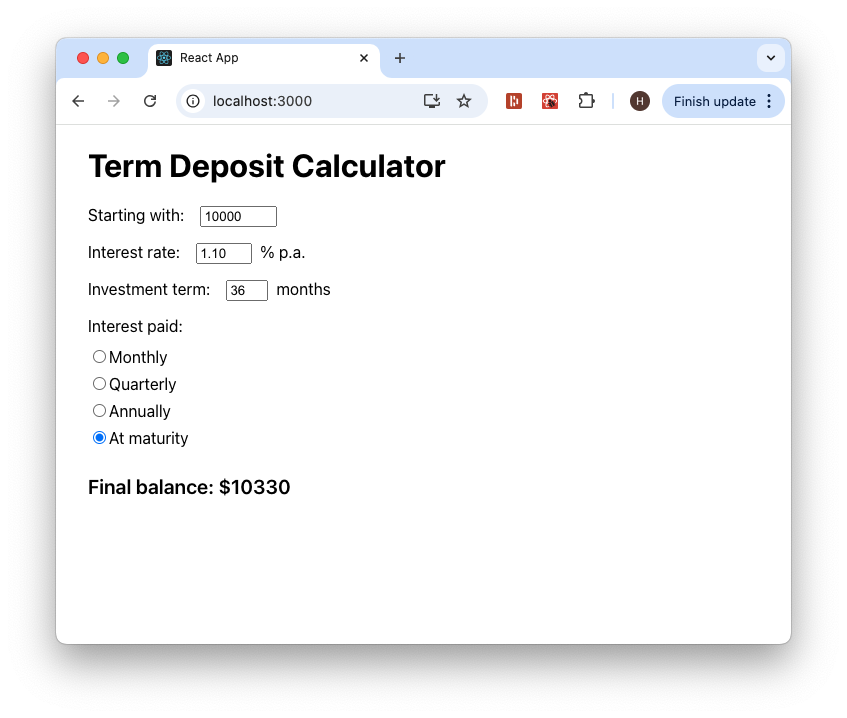 React App
localhost:3000
H
Finish update
Term Deposit Calculator
Starting with: 10000
Interest rate: 1.10 % p.a.
Investment term: 36 months
Interest paid:
Monthly
Quarterly
Annually
At maturity
Final balance: $10330